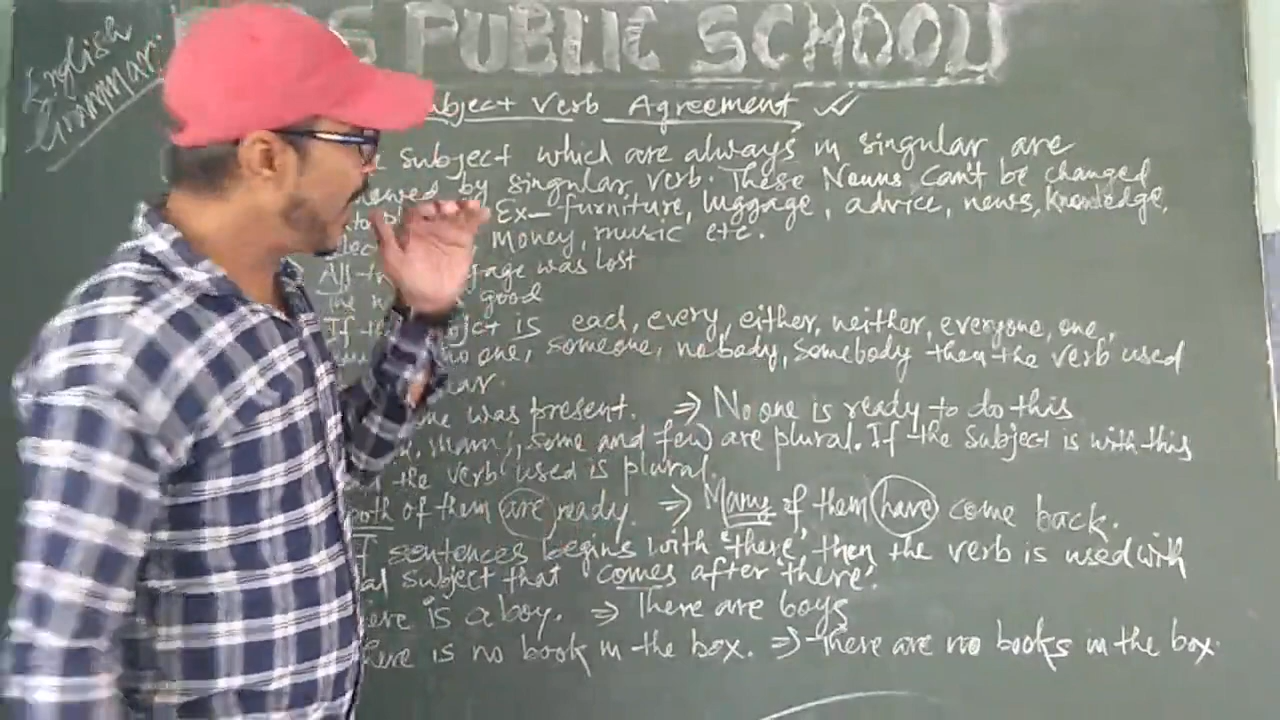 English
Grammar:
PUBLIC SCHOOL
Subject Verb Agreement
subject which are always in singular are
by singular verb. These Nouns can't be changed
Ex- furniture, luggage, advice, news, knowledge,
Money, music etc.
was lost
good
If is each, every, either, neither, everyone, one,
no one, someone, nobody, somebody then the verb used
was present. ⇒ No one is ready to do this
Many, some and few are plural. If the subject is with this
the verb used is plural.
Both of them are ready. ⇒ Many of them have come back.
If sentences begins with 'there', then the verb is used with
subject that comes after 'there'.
There is a boy. ⇒ There are boys
There is no book in the box. ⇒ There are no books in the box.